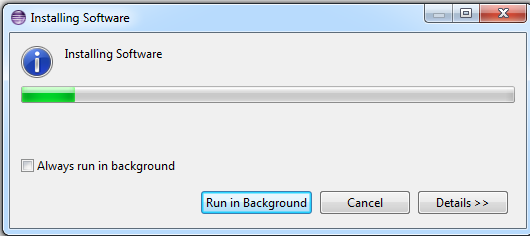 Installing Software
Installing Software
Always run in background
Run in Background
Cancel
Details >>